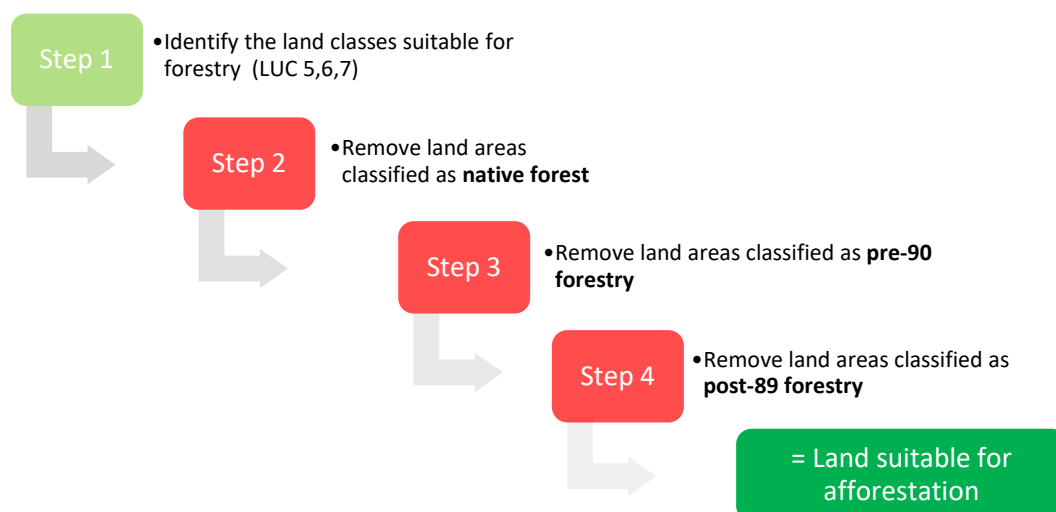 Step 1
•Identify the land classes suitable for
forestry  (LUC 5,6,7)
Step 2
•Remove land areas
classified as native forest
Step 3
•Remove land areas classified as pre-90
forestry
Step 4
•Remove land areas classified as
post-89 forestry
= Land suitable for
afforestation